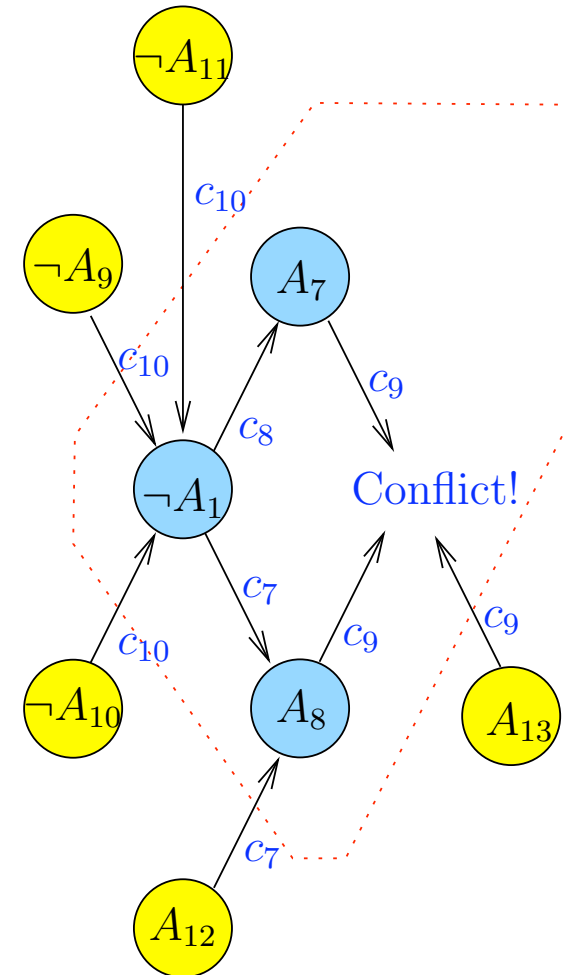 ¬A₁₁
c₁₀
¬A₉
A₇
c₁₀
c₉
c₈
¬A₁
Conflict!
c₇
c₉
c₉
c₁₀
¬A₁₀
A₈
A₁₃
c₇
A₁₂